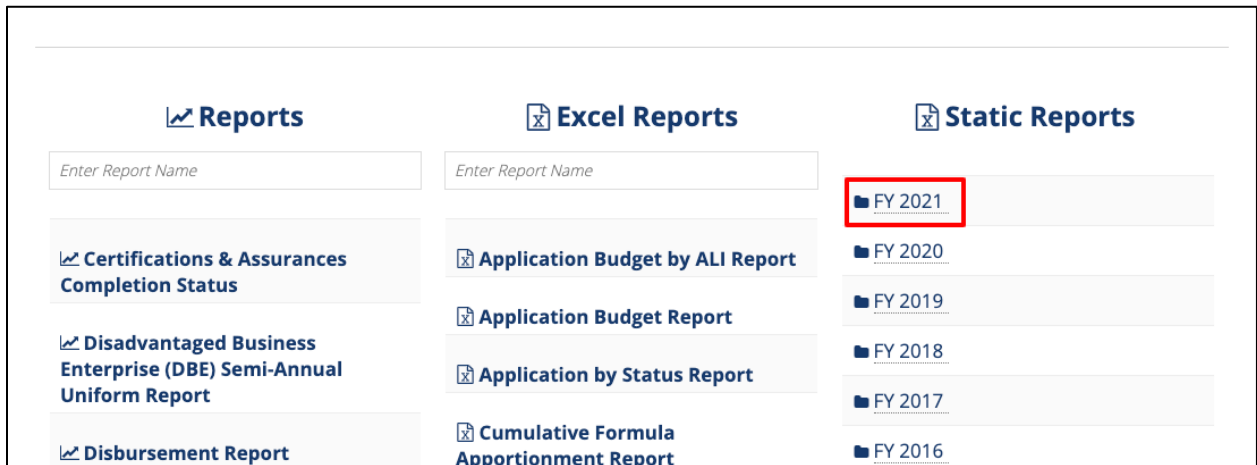 Reports
Enter Report Name
Certifications & Assurances
Completion Status
Disadvantaged Business
Enterprise (DBE) Semi-Annual
Uniform Report
Disbursement Report
Excel Reports
Enter Report Name
Application Budget by ALI Report
Application Budget Report
Application by Status Report
Cumulative Formula
Apportionment Report
Static Reports
FY 2021
FY 2020
FY 2019
FY 2018
FY 2017
FY 2016